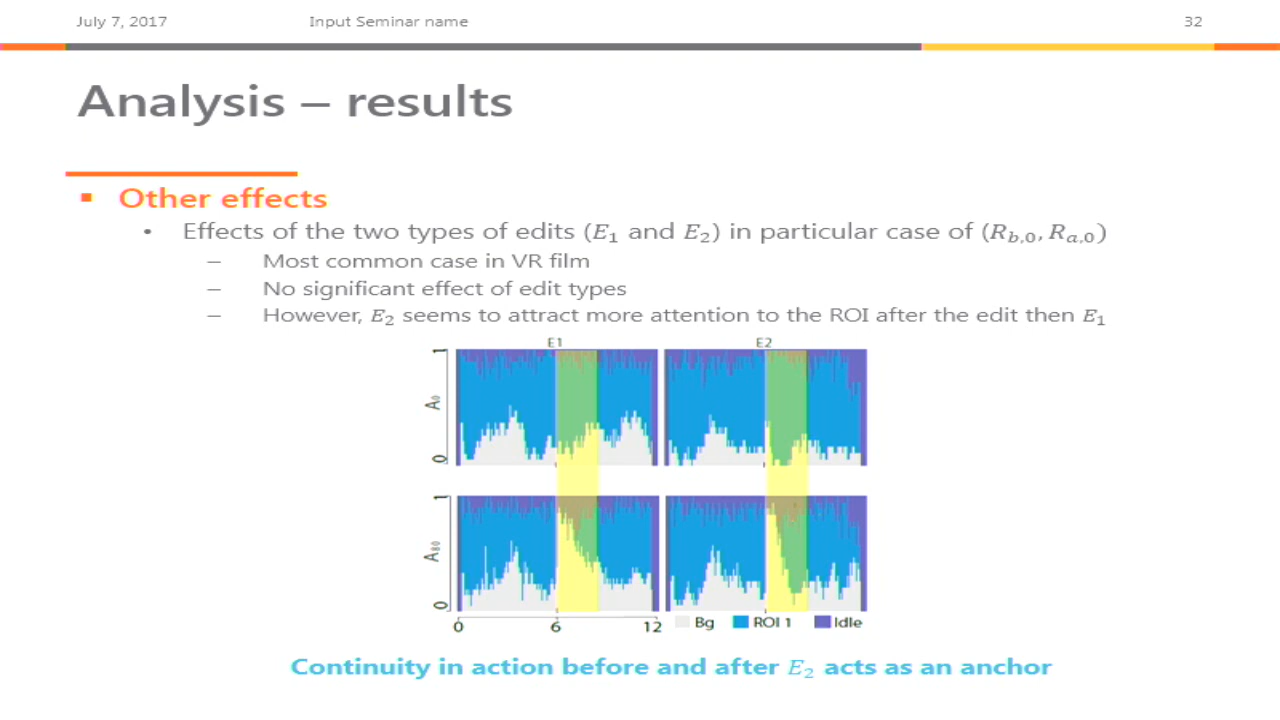 July 7, 2017 Input Seminar name 32
Analysis – results
▪ Other effects
• Effects of the two types of edits (E₁ and E₂) in particular case of (R_b,0, R_a,0)
– Most common case in VR film
– No significant effect of edit types
– However, E₂ seems to attract more attention to the ROI after the edit then E₁
E1 E2
1
A₀
0
1
A₈₀
0
0 6 12 Bg ROI 1 Idle
Continuity in action before and after E₂ acts as an anchor